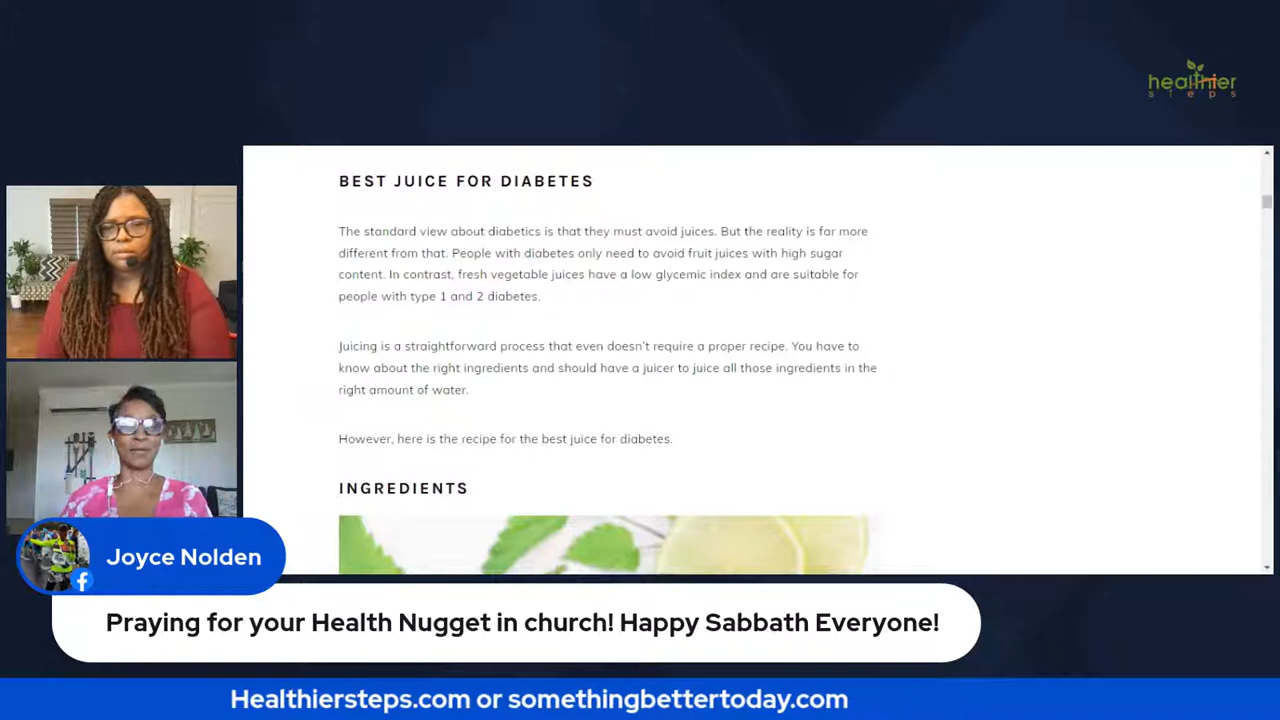 healthier
steps
BEST JUICE FOR DIABETES
The standard view about diabetics is that they must avoid juices. But the reality is far more
different from that. People with diabetes only need to avoid fruit juices with high sugar
content. In contrast, fresh vegetable juices have a low glycemic index and are suitable for
people with type 1 and 2 diabetes.
Juicing is a straightforward process that even doesn't require a proper recipe. You have to
know about the right ingredients and should have a juicer to juice all those ingredients in the
right amount of water.
However, here is the recipe for the best juice for diabetes.
INGREDIENTS
Joyce Nolden
Praying for your Health Nugget in church! Happy Sabbath Everyone!
Healthiersteps.com or somethingbettertoday.com